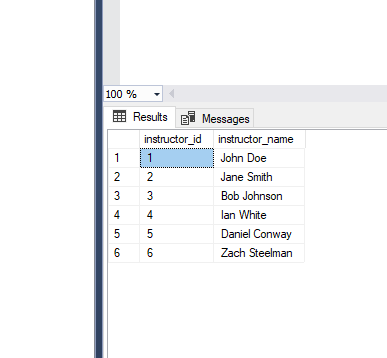 100 %
Results Messages
instructor_id instructor_name
1 1 John Doe
2 2 Jane Smith
3 3 Bob Johnson
4 4 Ian White
5 5 Daniel Conway
6 6 Zach Steelman